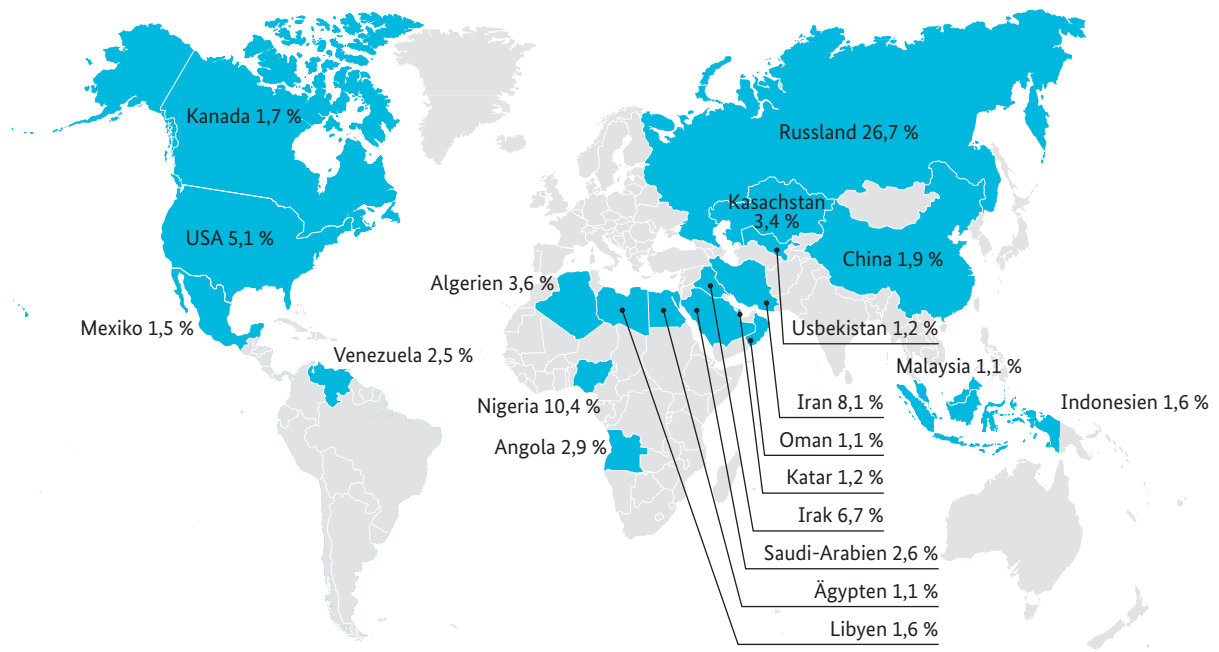 Kanada 1,7 %
Russland 26,7 %
Kasachstan
3,4 %
USA 5,1 %
China 1,9 %
Algerien 3,6 %
Mexiko 1,5 %
Usbekistan 1,2 %
Venezuela 2,5 %
Malaysia 1,1 %
Nigeria 10,4 %
Iran 8,1 %
Indonesien 1,6 %
Angola 2,9 %
Oman 1,1 %
Katar 1,2 %
Irak 6,7 %
Saudi-Arabien 2,6 %
Ägypten 1,1 %
Libyen 1,6 %